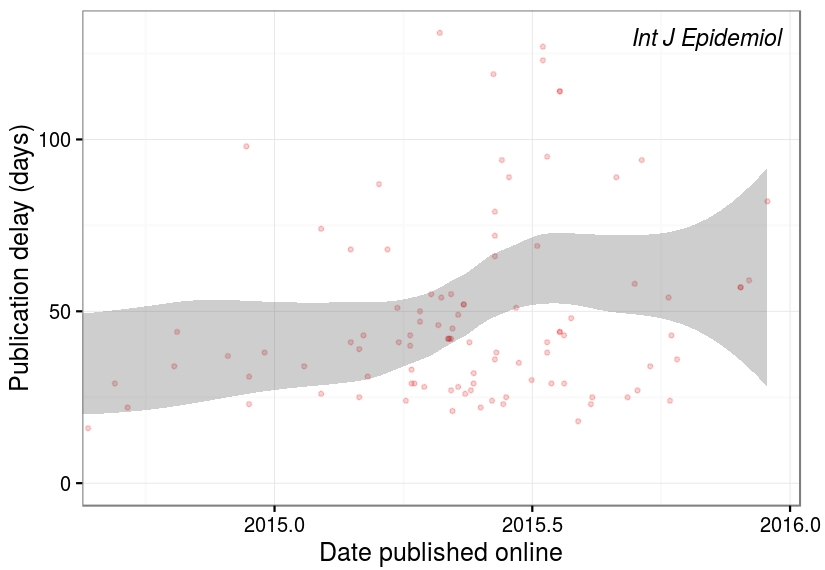 Int J Epidemiol
Publication delay (days)
100
50
0
2015.0
2015.5
2016.0
Date published online